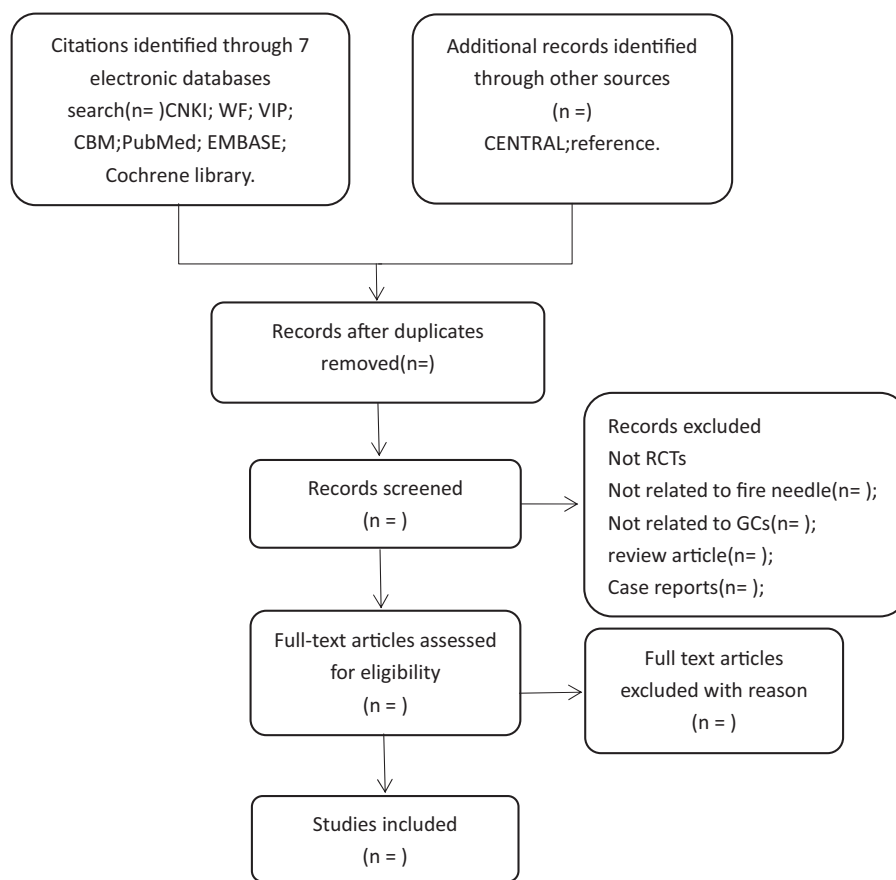 Citations identified through 7
electronic databases
search(n= )CNKI; WF; VIP;
CBM;PubMed; EMBASE;
Cochrene library.
Additional records identified
through other sources
(n =)
CENTRAL;reference.
Records after duplicates
removed(n=)
Records screened
(n = )
Records excluded
Not RCTs
Not related to fire needle(n= );
Not related to GCs(n= );
review article(n= );
Case reports(n= );
Full-text articles assessed
for eligibility
(n = )
Full text articles
excluded with reason
(n = )
Studies included
(n = )